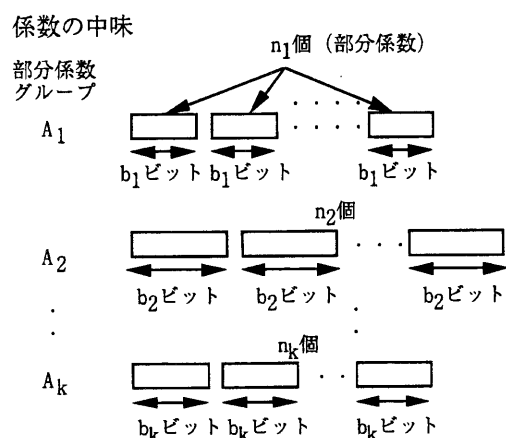 係数の中味
n1個（部分係数）
部分係数
グループ
A1
b1ビット b1ビット b1ビット
n2個
A2
b2ビット b2ビット b2ビット
nk個
Ak
bkビット bkビット bkビット